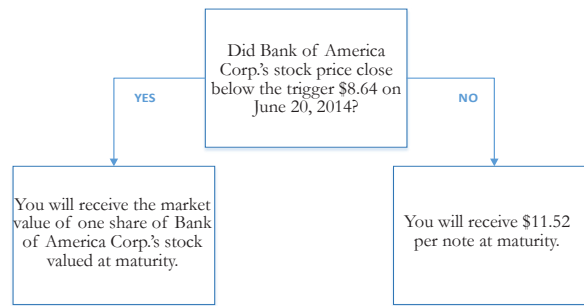 Did Bank of America
Corp.'s stock price close
below the trigger $8.64 on
June 20, 2014?
YES
NO
You will receive the market
value of one share of Bank
of America Corp.'s stock
valued at maturity.
You will receive $11.52
per note at maturity.